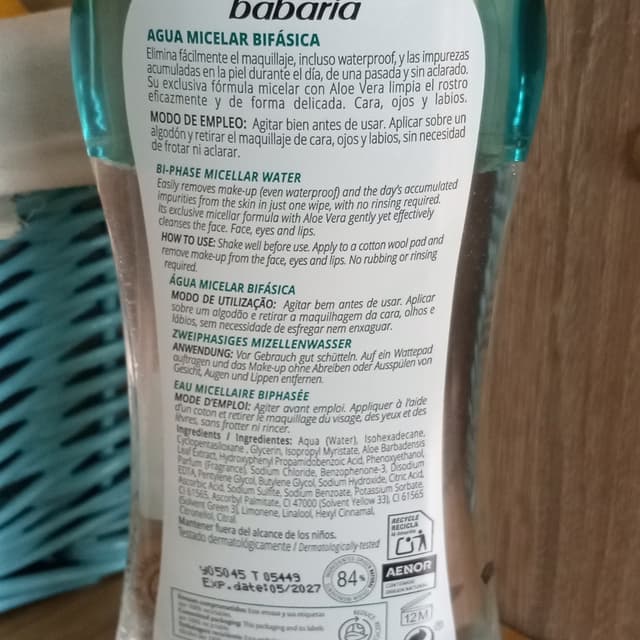 babaria
AGUA MICELAR BIFÁSICA
Elimina fácilmente el maquillaje, incluso waterproof, y las impurezas
acumuladas en la piel durante el día, de una pasada y sin aclarado.
Su exclusiva fórmula micelar con Aloe Vera limpia el rostro
eficazmente y de forma delicada. Cara, ojos y labios.
MODO DE EMPLEO: Agitar bien antes de usar. Aplicar sobre un
algodón y retirar el maquillaje de cara, ojos y labios, sin necesidad
de frotar ni aclarar.
BI-PHASE MICELLAR WATER
Easily removes make-up (even waterproof) and the day's accumulated
impurities from the skin in just one wipe, with no rinsing required.
Its exclusive micellar formula with Aloe Vera gently yet effectively
cleanses the face. Face, eyes and lips.
HOW TO USE: Shake well before use. Apply to a cotton wool pad and
remove make-up from the face, eyes and lips. No rubbing or rinsing
required.
ÁGUA MICELAR BIFÁSICA
MODO DE UTILIZAÇÃO: Agitar bem antes de usar. Aplicar
sobre um algodão e retirar a maquilhagem da cara, olhos e
lábios, sem necessidade de esfregar nem enxaguar.
ZWEIPHASIGES MIZELLENWASSER
ANWENDUNG: Vor Gebrauch gut schütteln. Auf ein Wattepad
auftragen und das Make-up ohne Abreiben oder Ausspülen von
Gesicht, Augen und Lippen entfernen.
EAU MICELLAIRE BIPHASÉE
MODE D'EMPLOI: Agiter avant emploi. Appliquer à l'aide
d'un coton et retirer le maquillage du visage, des yeux et des
lèvres, sans frotter ni rincer.
Ingredients / Ingredientes: Aqua (Water), Isohexadecane,
Cyclopentasiloxane, Glycerin, Isopropyl Myristate, Aloe Barbadensis
Leaf Extract, Hydroxyphenyl Propamidobenzoic Acid, Phenoxyethanol,
Parfum (Fragrance), Sodium Chloride, Benzophenone-3, Disodium
EDTA, Pentylene Glycol, Butylene Glycol, Sodium Hydroxide, Citric Acid,
Ascorbic Acid, Sodium Sulfite, Sodium Benzoate, Potassium Sorbate,
CI 61565, Ascorbyl Palmitate, CI 47000 (Solvent Yellow 33), CI 61565
(Solvent Green 3), Limonene, Linalool, Hexyl Cinnamal,
Citronellol, Citral.
Mantener fuera del alcance de los niños.
Testado dermatológicamente / Dermatologically-tested
y05045 T 05449
EXP.date:05/2027
84%
RECYCLE
RECICLA
AENOR
CONTENIDO
ORIGEN NATURAL
12M
REDUCE